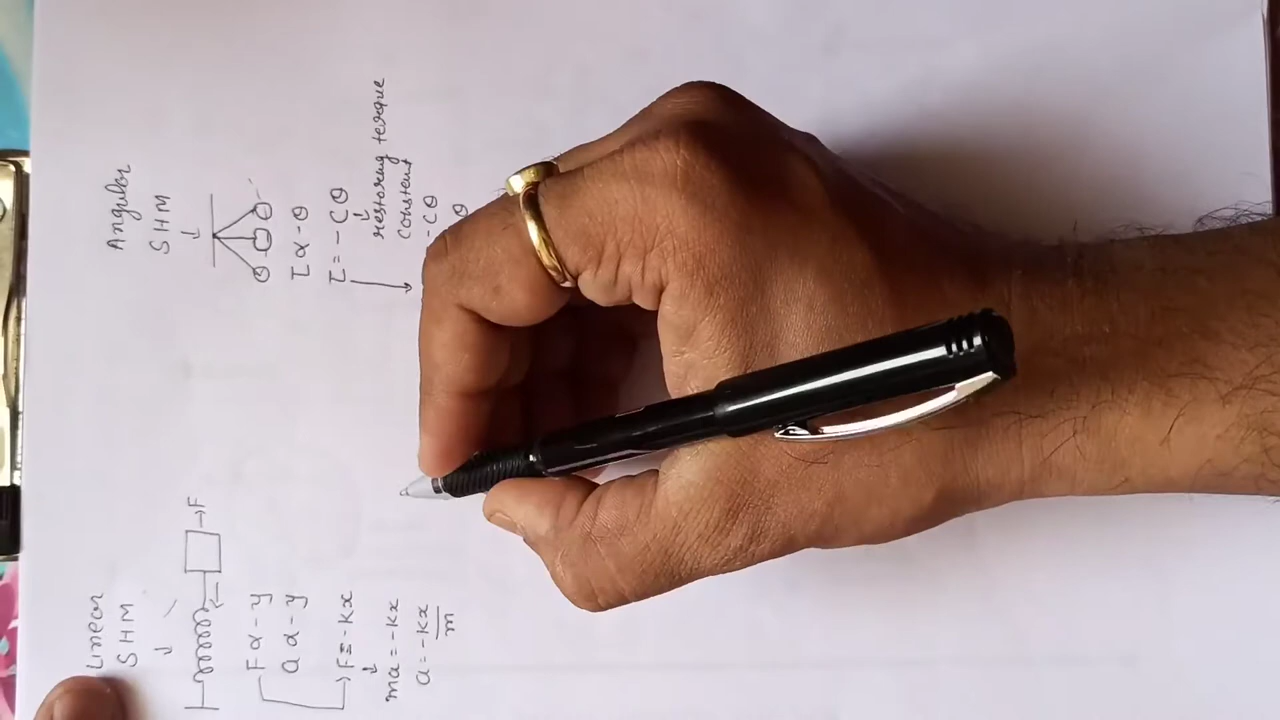 Linear
SHM
↓
→F
F α -y
a α -y
F = -kx
↓
ma = -kx
a = -kx
m
Angular
SHM
↓
τ α -θ
τ = -Cθ
↓
restoring torque
constant
-Cθ
θ